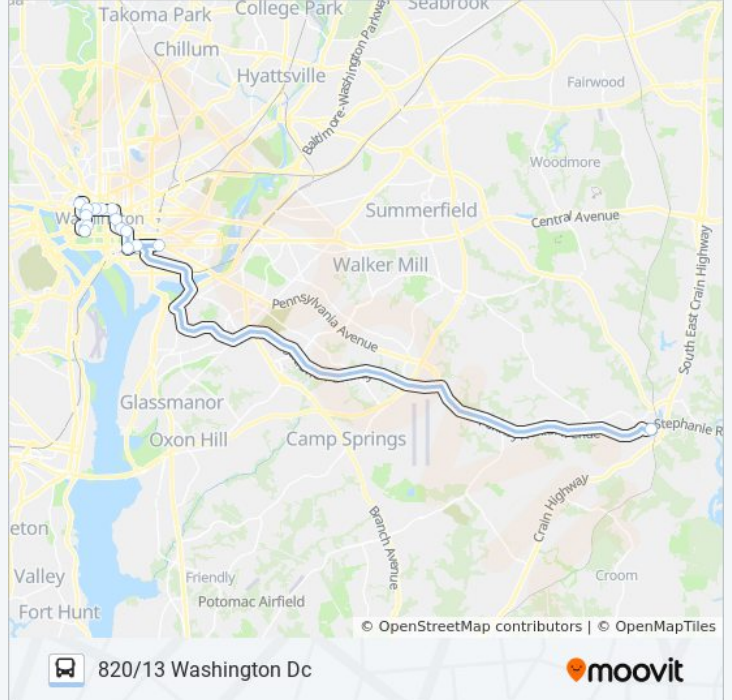 Takoma Park
College Park
Seabrook
Chillum
Hyattsville
Baltimore-Washington Parkway
Fairwood
Woodmore
Washington
Summerfield
Central Avenue
Walker Mill
South East Crain Highway
Pennsylvania Avenue
Glassmanor
Oxon Hill
Camp Springs
Stephanie R
Crain Highway
Branch Avenue
eton
Valley
Friendly
Croom
Fort Hunt
Potomac Airfield
© OpenStreetMap contributors | © OpenMapTiles
820/13 Washington Dc
moovit